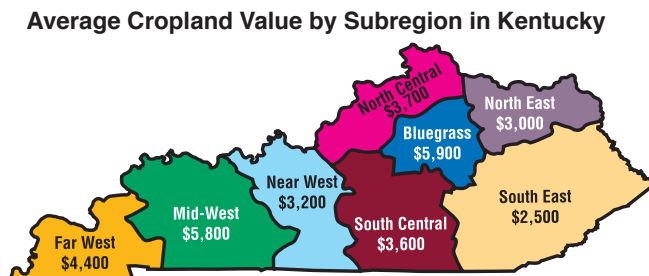 Average Cropland Value by Subregion in Kentucky
North Central
$3,700
North East
$3,000
Bluegrass
$5,900
Near West
$3,200
South East
$2,500
Mid-West
$5,800
South Central
$3,600
Far West
$4,400